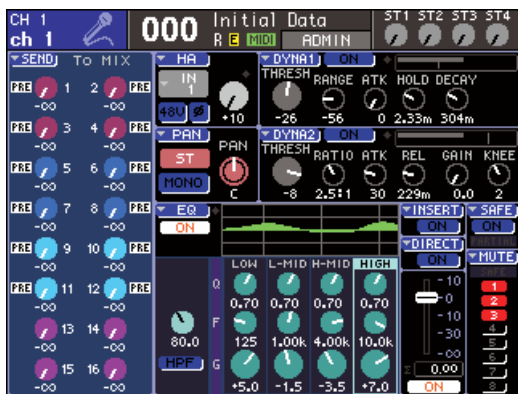 CH 1
ch 1
000
Initial Data
R E MIDI ADMIN
ST1 ST2 ST3 ST4
SEND To MIX
PRE 1 2 PRE
-∞ -∞
PRE 3 4 PRE
-∞ -∞
PRE 5 6 PRE
-∞ -∞
PRE 7 8 PRE
-∞ -∞
PRE 9 10 PRE
-∞ -∞
PRE 11 12 PRE
-∞ -∞
13 14
-∞ -∞
15 16
-∞ -∞
HA
IN
1
48V ø
+10
DYNA1 ON
THRESH RANGE ATK HOLD DECAY
-26 -56 0 2.33m 304m
PAN
PAN
ST
MONO
C
DYNA2 ON
THRESH RATIO ATK REL GAIN KNEE
-8 2.5:1 30 229m 0.0 2
EQ
ON
LOW L-MID H-MID HIGH
Q
0.70 0.70 0.70 0.70
F
80.0 125 1.00k 4.00k 10.0k
HPF
G
+5.0 -1.5 -3.5 +7.0
INSERT
ON
DIRECT
ON
10
0
-10
-30
-∞
Σ 0.00
ON
SAFE
ON
PARTIAL
MUTE
SAFE
1
2
3
4
5
6
7
8